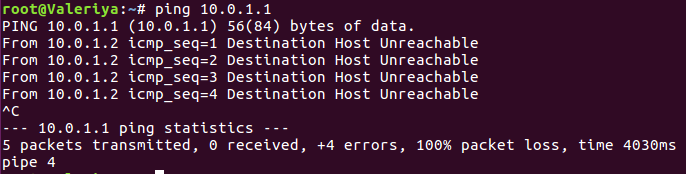 root@Valeriya:~# ping 10.0.1.1
PING 10.0.1.1 (10.0.1.1) 56(84) bytes of data.
From 10.0.1.2 icmp_seq=1 Destination Host Unreachable
From 10.0.1.2 icmp_seq=2 Destination Host Unreachable
From 10.0.1.2 icmp_seq=3 Destination Host Unreachable
From 10.0.1.2 icmp_seq=4 Destination Host Unreachable
^C
--- 10.0.1.1 ping statistics ---
5 packets transmitted, 0 received, +4 errors, 100% packet loss, time 4030ms
pipe 4